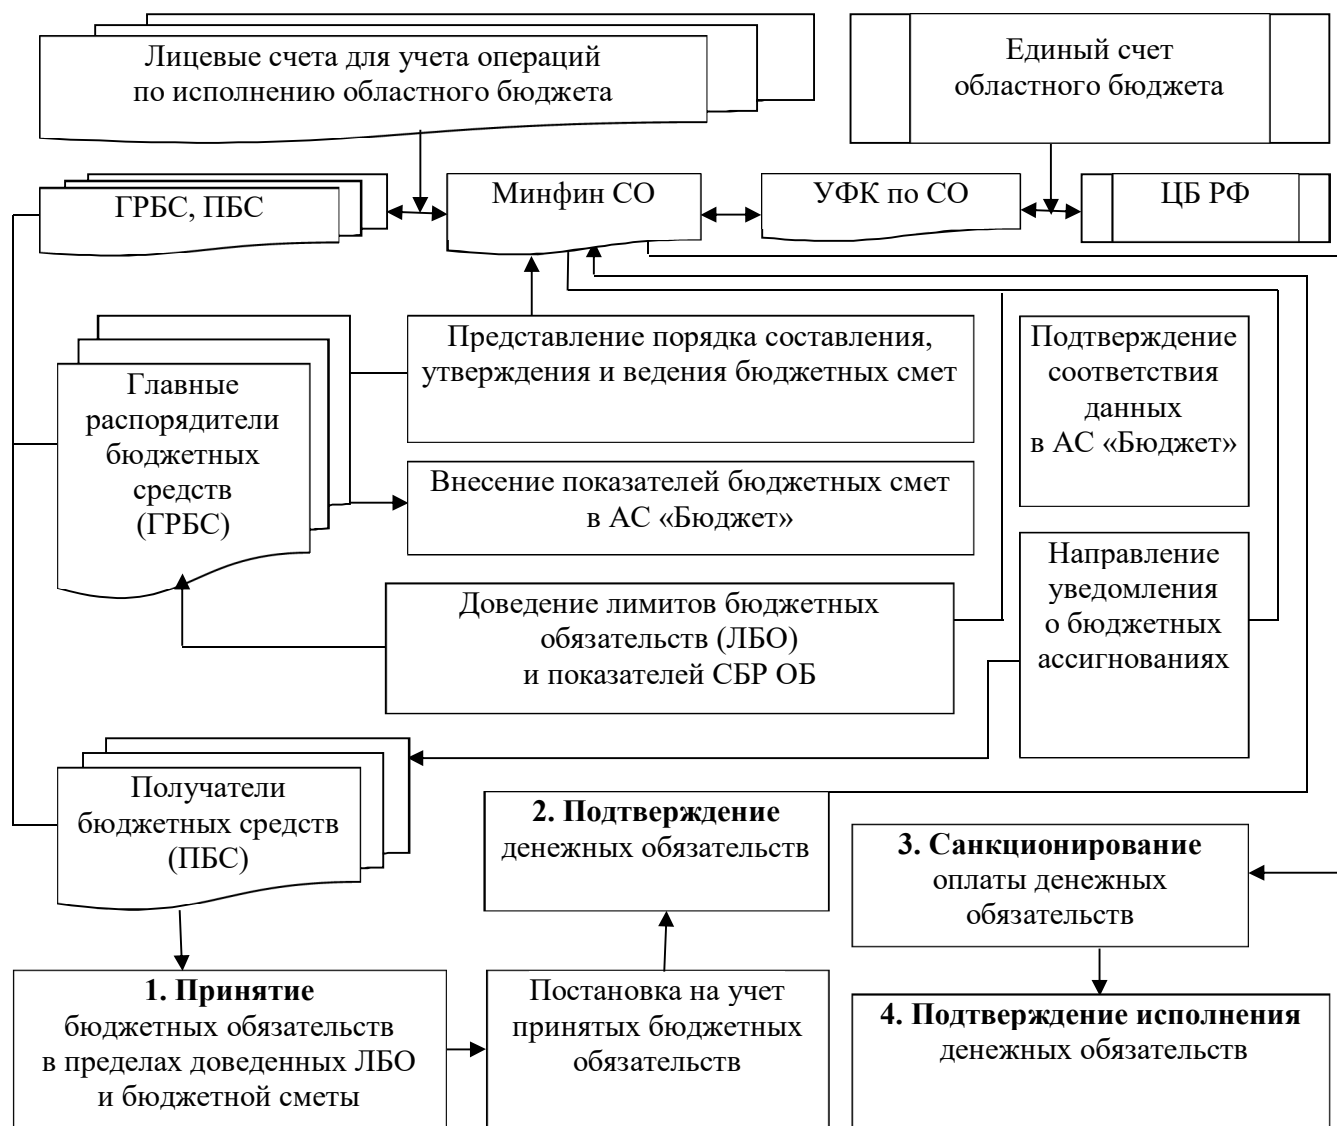 Лицевые счета для учета операций
по исполнению областного бюджета
Единый счет
областного бюджета
ГРБС, ПБС
Минфин СО
УФК по СО
ЦБ РФ
Представление порядка составления,
утверждения и ведения бюджетных смет
Подтверждение
соответствия
данных
в АС «Бюджет»
Главные
распорядители
бюджетных
средств
(ГРБС)
Внесение показателей бюджетных смет
в АС «Бюджет»
Направление
уведомления
о бюджетных
ассигнованиях
Доведение лимитов бюджетных
обязательств (ЛБО)
и показателей СБР ОБ
Получатели
бюджетных средств
(ПБС)
2. Подтверждение
денежных обязательств
3. Санкционирование
оплаты денежных
обязательств
1. Принятие
бюджетных обязательств
в пределах доведенных ЛБО
и бюджетной сметы
Постановка на учет
принятых бюджетных
обязательств
4. Подтверждение исполнения
денежных обязательств